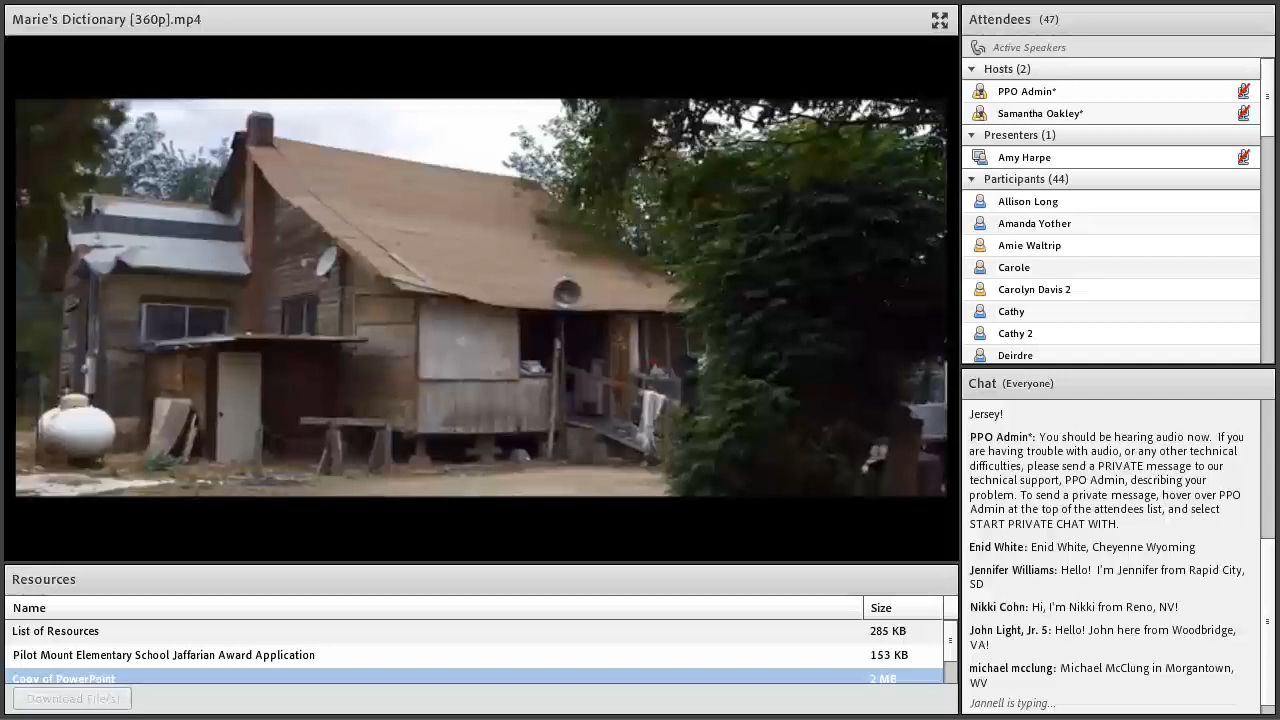 Marie's Dictionary [360p].mp4
Attendees (47)
Active Speakers
Hosts (2)
PPO Admin*
Samantha Oakley*
Presenters (1)
Amy Harpe
Participants (44)
Allison Long
Amanda Yother
Amie Waltrip
Carole
Carolyn Davis 2
Cathy
Cathy 2
Deirdre
Chat (Everyone)
Jersey!
PPO Admin*: You should be hearing audio now. If you
are having trouble with audio, or any other technical
difficulties, please send a PRIVATE message to our
technical support, PPO Admin, describing your
problem. To send a private message, hover over PPO
Admin at the top of the attendees list, and select
START PRIVATE CHAT WITH.
Enid White: Enid White, Cheyenne Wyoming
Jennifer Williams: Hello! I'm Jennifer from Rapid City,
SD
Nikki Cohn: Hi, I'm Nikki from Reno, NV!
John Light, Jr. 5: Hello! John here from Woodbridge,
VA!
michael mcclung: Michael McClung in Morgantown,
WV
Jannell is typing...
Resources
Name Size
List of Resources 285 KB
Pilot Mount Elementary School Jaffarian Award Application 153 KB
Copy of PowerPoint 2 MB
Download File(s)